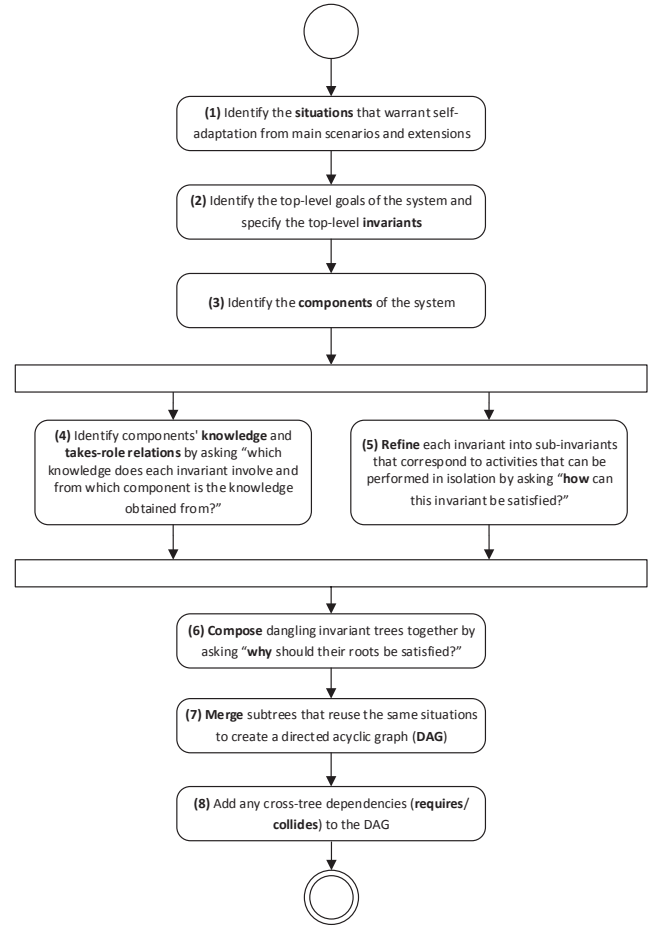 (1) Identify the situations that warrant self-
adaptation from main scenarios and extensions
(2) Identify the top-level goals of the system and
specify the top-level invariants
(3) Identify the components of the system
(4) Identify components' knowledge and
takes-role relations by asking “which
knowledge does each invariant involve and
from which component is the knowledge
obtained from?”
(5) Refine each invariant into sub-invariants
that correspond to activities that can be
performed in isolation by asking “how can
this invariant be satisfied?”
(6) Compose dangling invariant trees together by
asking “why should their roots be satisfied?”
(7) Merge subtrees that reuse the same situations
to create a directed acyclic graph (DAG)
(8) Add any cross-tree dependencies (requires/
collides) to the DAG